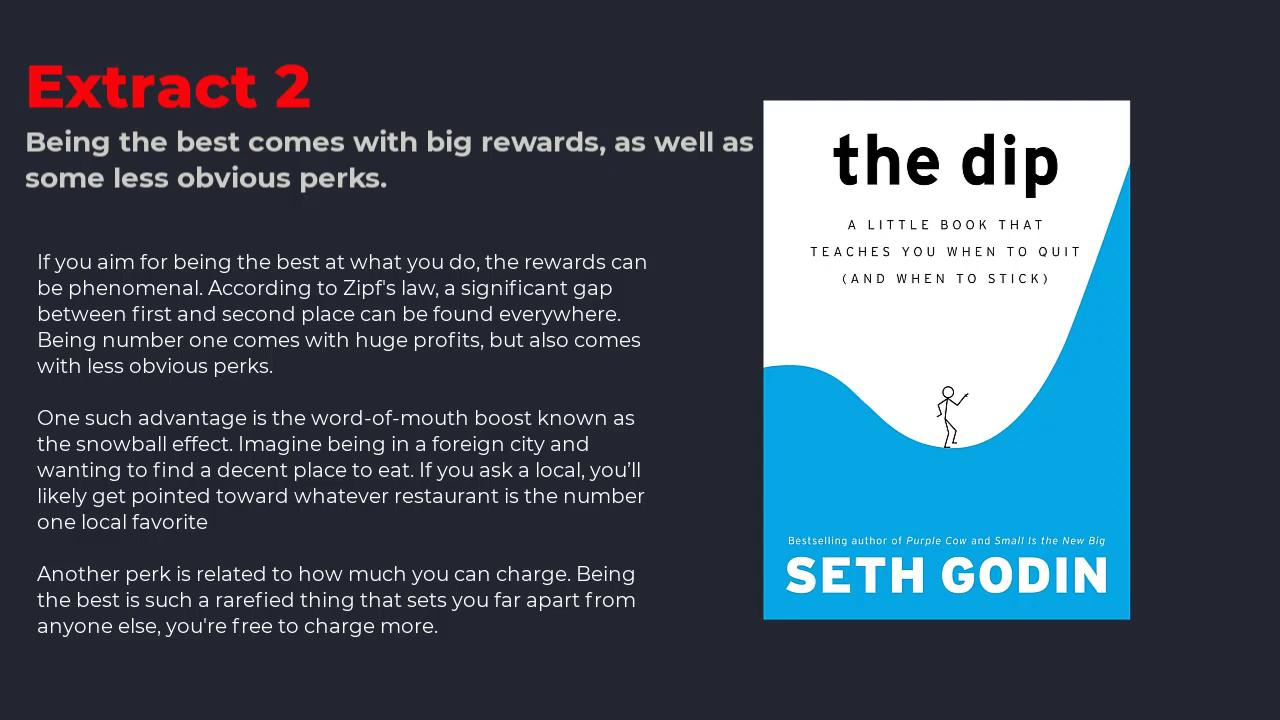 Extract 2
Being the best comes with big rewards, as well as
some less obvious perks.
If you aim for being the best at what you do, the rewards can
be phenomenal. According to Zipf's law, a significant gap
between first and second place can be found everywhere.
Being number one comes with huge profits, but also comes
with less obvious perks.
One such advantage is the word-of-mouth boost known as
the snowball effect. Imagine being in a foreign city and
wanting to find a decent place to eat. If you ask a local, you’ll
likely get pointed toward whatever restaurant is the number
one local favorite
Another perk is related to how much you can charge. Being
the best is such a rarefied thing that sets you far apart from
anyone else, you're free to charge more.
the dip
A LITTLE BOOK THAT
TEACHES YOU WHEN TO QUIT
(AND WHEN TO STICK)
Bestselling author of Purple Cow and Small Is the New Big
SETH GODIN